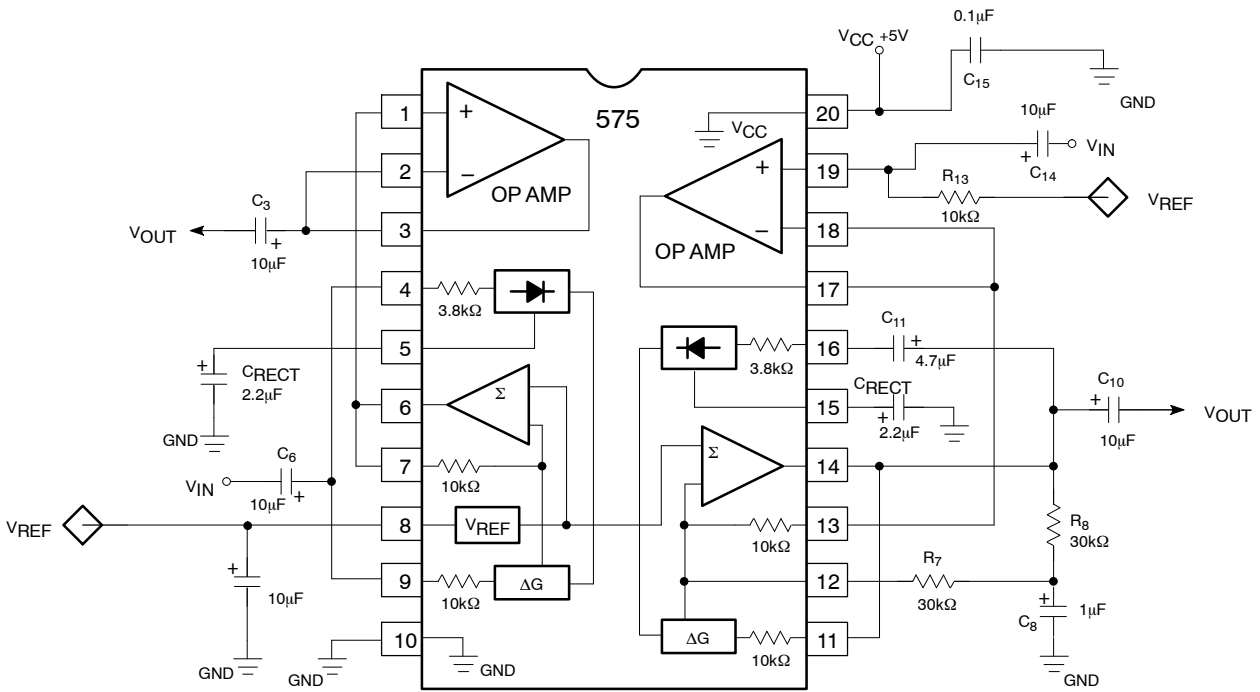 575
1
2
3
4
5
6
7
8
9
10
20
19
18
17
16
15
14
13
12
11
+
−
OP AMP
C3
VOUT
+
10µF
3.8kΩ
+
CRECT
2.2µF
GND
Σ
C6
VIN
10µF
+
10kΩ
VREF
VREF
+
10µF
GND
10kΩ
ΔG
GND
GND
VCC +5V
0.1µF
C15
GND
VCC
+
−
OP AMP
10µF
+
C14
VIN
R13
10kΩ
VREF
3.8kΩ
C11
+
4.7µF
CRECT
+
2.2µF
C10
+
10µF
VOUT
Σ
10kΩ
R8
30kΩ
R7
30kΩ
+
C8
1µF
GND
ΔG
10kΩ